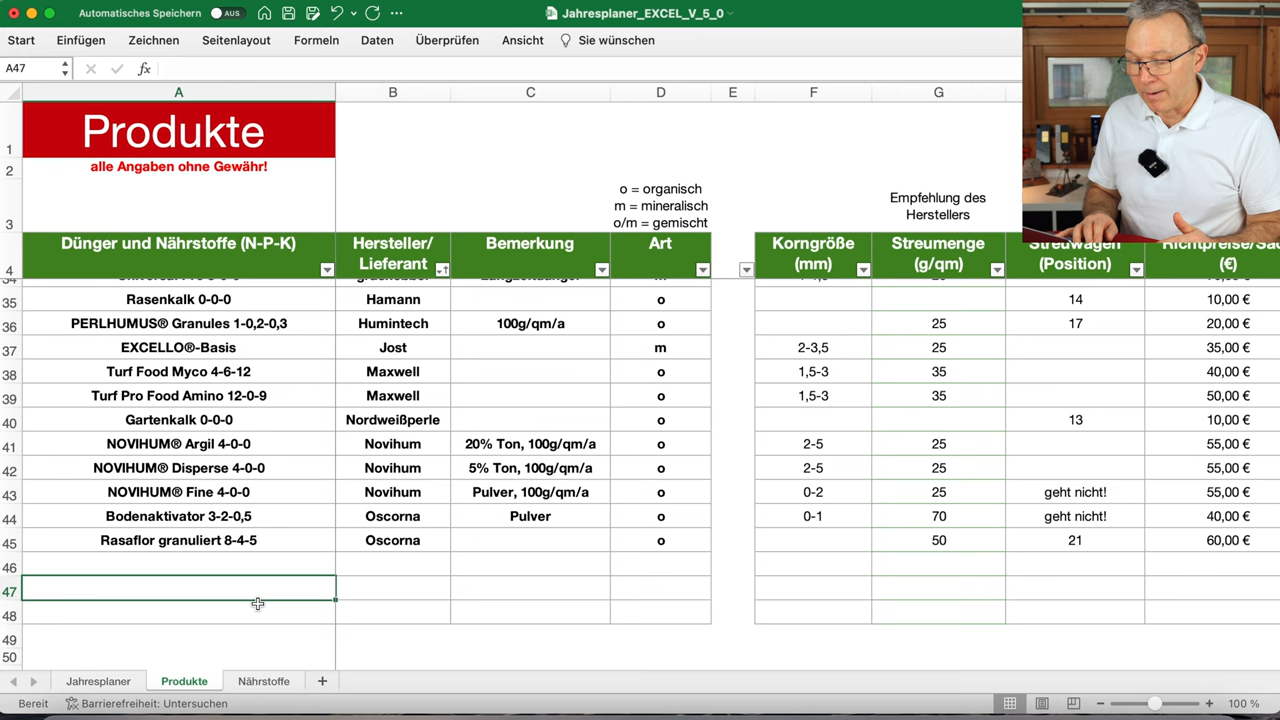 Automatisches Speichern AUS Jahresplaner_EXCEL_V_5_0
Start Einfügen Zeichnen Seitenlayout Formeln Daten Überprüfen Ansicht Sie wünschen
A47 fx
A B C D E F G
1 Produkte
2 alle Angaben ohne Gewähr!
o = organisch
m = mineralisch
3 o/m = gemischt
Empfehlung des
Herstellers
4 Dünger und Nährstoffe (N-P-K) Hersteller/ Lieferant Bemerkung Art Korngröße (mm) Streumenge (g/qm) Streuwagen (Position) (€)
35 Rasenkalk 0-0-0 Hamann o 14 10,00 €
36 PERLHUMUS® Granules 1-0,2-0,3 Humintech 100g/qm/a o 25 17 20,00 €
37 EXCELLO®-Basis Jost m 2-3,5 25 35,00 €
38 Turf Food Myco 4-6-12 Maxwell o 1,5-3 35 40,00 €
39 Turf Pro Food Amino 12-0-9 Maxwell o 1,5-3 35 50,00 €
40 Gartenkalk 0-0-0 Nordweißperle o 13 10,00 €
41 NOVIHUM® Argil 4-0-0 Novihum 20% Ton, 100g/qm/a o 2-5 25 55,00 €
42 NOVIHUM® Disperse 4-0-0 Novihum 5% Ton, 100g/qm/a o 2-5 25 55,00 €
43 NOVIHUM® Fine 4-0-0 Novihum Pulver, 100g/qm/a o 0-2 25 geht nicht! 55,00 €
44 Bodenaktivator 3-2-0,5 Oscorna Pulver o 0-1 70 geht nicht! 40,00 €
45 Rasaflor granuliert 8-4-5 Oscorna o 50 21 60,00 €
46
47
48
49
50
Jahresplaner Produkte Nährstoffe
Bereit Barrierefreiheit: Untersuchen 100 %